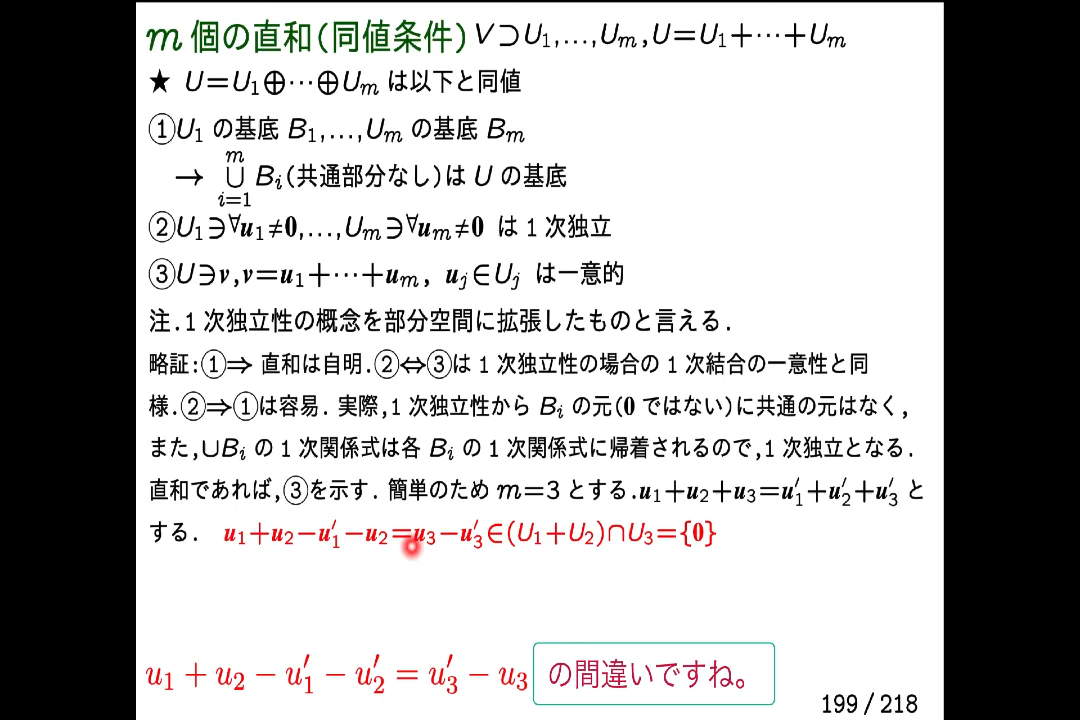 m 個の直和(同値条件) V⊃U₁,…,Uₘ,U=U₁+⋯+Uₘ
★ U=U₁⊕⋯⊕Uₘ は以下と同値
①U₁ の基底 B₁,…,Uₘ の基底 Bₘ
→ ∪_{i=1}^{m} Bᵢ(共通部分なし)は U の基底
②U₁∋∀u₁≠0,…,Uₘ∋∀uₘ≠0 は 1 次独立
③U∋v,v=u₁+⋯+uₘ, uⱼ∈Uⱼ は一意的
注.1 次独立性の概念を部分空間に拡張したものと言える.
略証:①⇒ 直和は自明.②⇔③は 1 次独立性の場合の 1 次結合の一意性と同
様.②⇒①は容易. 実際,1 次独立性から Bᵢ の元(0 ではない)に共通の元はなく,
また,∪Bᵢ の 1 次関係式は各 Bᵢ の 1 次関係式に帰着されるので,1 次独立となる.
直和であれば,③を示す. 簡単のため m=3 とする.u₁+u₂+u₃=u₁′+u₂′+u₃′ と
する. u₁+u₂−u₁′−u₂=u₃−u₃′∈(U₁+U₂)∩U₃={0}
u₁ + u₂ − u₁′ − u₂′ = u₃′ − u₃ の間違いですね。
199 / 218